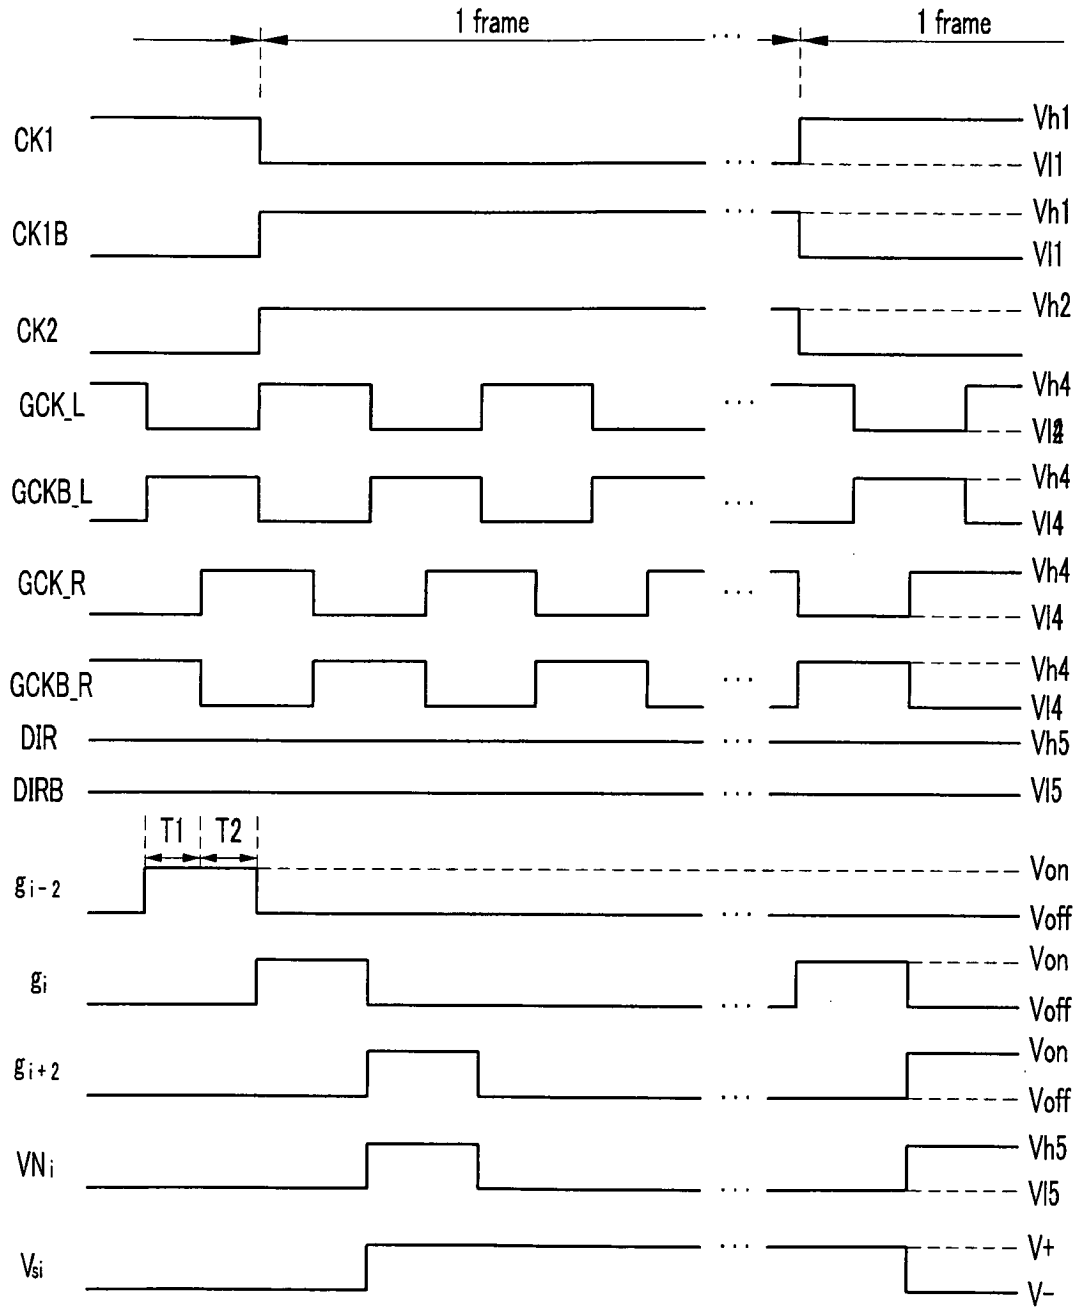 1 frame ... 1 frame
CK1 ... Vh1
Vl1
CK1B ... Vh1
Vl1
CK2 Vh2
GCK_L ... Vh4
GCKB_L ... Vh4
Vl4
GCK_R ... Vh4
Vl4
GCKB_R ... Vh4
Vl4
DIR ... Vh5
DIRB ... Vl5
T1 T2
gi-2 Von
... Voff
gi Von
... Voff
gi+2 Von
... Voff
VNi Vh5
... Vl5
Vsi ... V+
V-